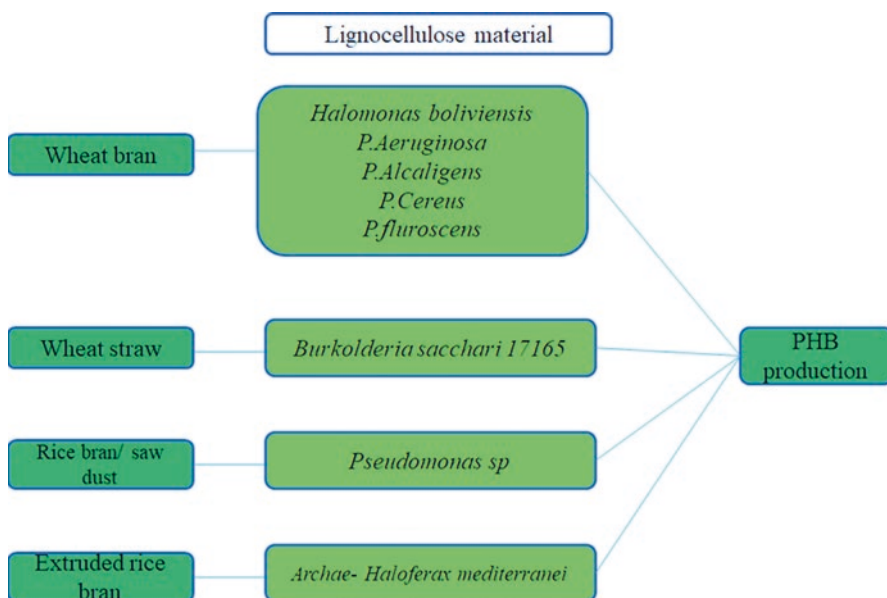 Lignocellulose material
Wheat bran
Halomonas boliviensis
P.Aeruginosa
P.Alcaligens
P.Cereus
P.fluroscens
Wheat straw
Burkolderia sacchari 17165
PHB
production
Rice bran/ saw
dust
Pseudomonas sp
Extruded rice
bran
Archae- Haloferax mediterranei